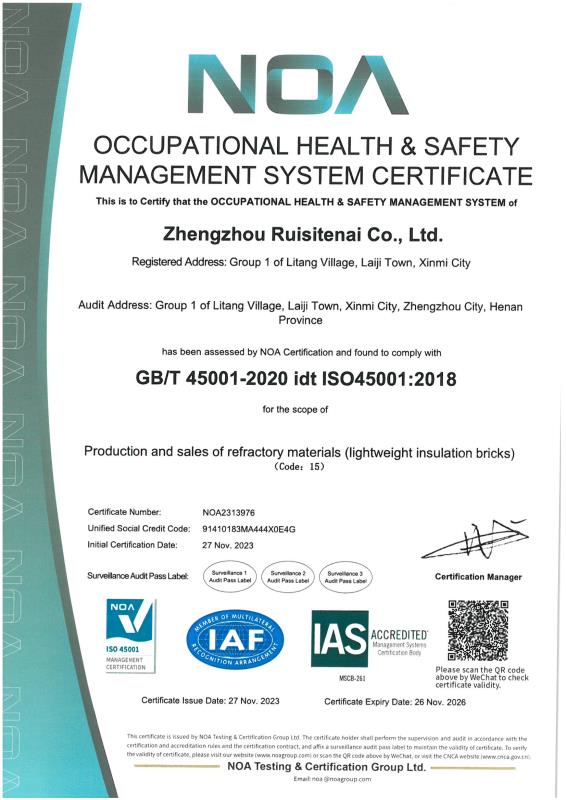 NOA
OCCUPATIONAL HEALTH & SAFETY
MANAGEMENT SYSTEM CERTIFICATE
This is to Certify that the OCCUPATIONAL HEALTH & SAFETY MANAGEMENT SYSTEM of
Zhengzhou Ruisitenai Co., Ltd.
Registered Address: Group 1 of Litang Village, Laiji Town, Xinmi City
Audit Address: Group 1 of Litang Village, Laiji Town, Xinmi City, Zhengzhou City, Henan
Province
has been assessed by NOA Certification and found to comply with
GB/T 45001-2020 idt ISO45001:2018
for the scope of
Production and sales of refractory materials (lightweight insulation bricks)
(Code: 15)
Certificate Number: NOA2313976
Unified Social Credit Code: 91410183MA444X0E4G
Initial Certification Date: 27 Nov. 2023
Surveillance Audit Pass Label:
Surveillance 1
Audit Pass Label
Surveillance 2
Audit Pass Label
Surveillance 3
Audit Pass Label
Certification Manager
NOA
ISO 45001
MANAGEMENT
CERTIFICATION
MEMBER OF MULTILATERAL
IAF
RECOGNITION ARRANGEMENT
IAS
ACCREDITED
Management Systems
Certification Body
MSCB-261
Please scan the QR code
above by WeChat to check
certificate validity.
Certificate Issue Date: 27 Nov. 2023
Certificate Expiry Date: 26 Nov. 2026
This certificate is issued by NOA Testing & Certification Group Ltd. The certificate holder shall perform the supervision and audit in accordance with the
certification and accreditation rules and the certification contract, and affix a surveillance audit pass label to maintain the validity of certificate. To verify
the validity of certificate, please visit our website (www.noagroup.com) or scan the QR code above by WeChat, or visit the CNCA website (www.cnca.gov.cn).
NOA Testing & Certification Group Ltd.
Email: noa @noagroup.com
NOA NOA NOA NOA NOA NOA